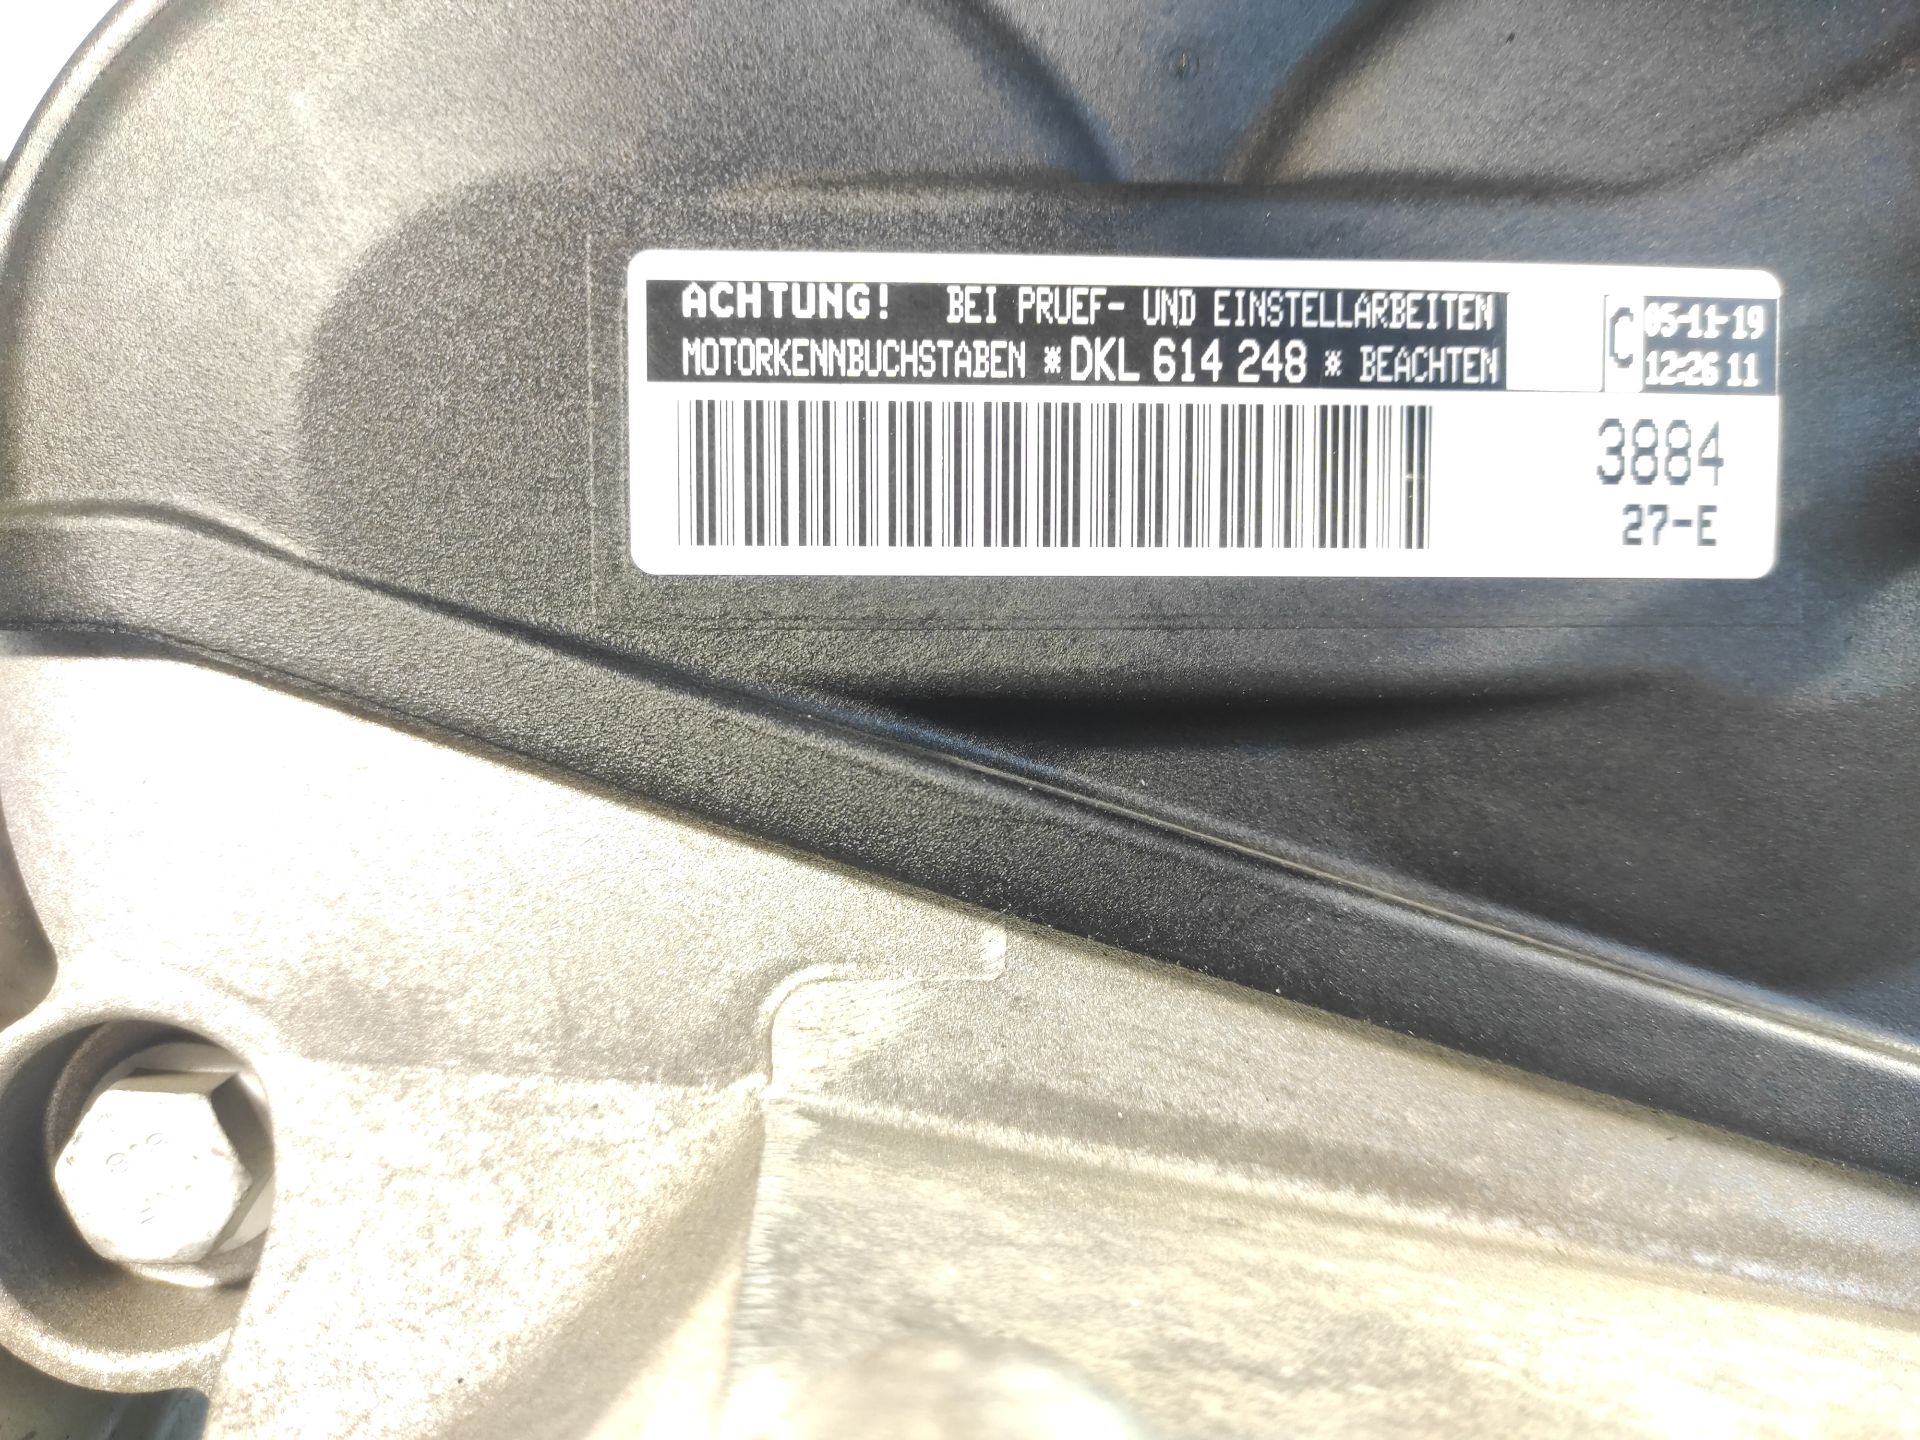 ACHTUNG! BEI PRUEF- UND EINSTELLARBEITEN
MOTORKENNBUCHSTABEN *DKL 614 248 * BEACHTEN
C
05-11-19
12:26 11
3884
27-E